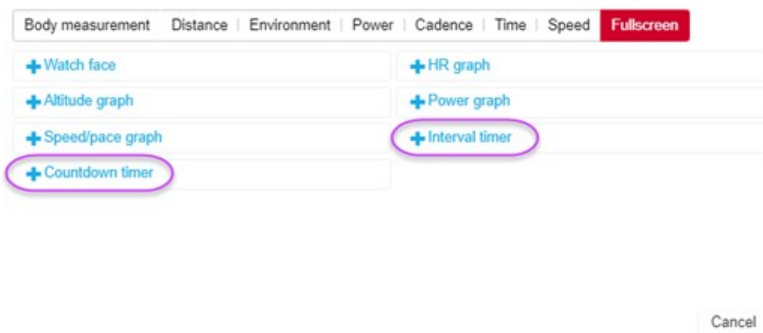 Body measurement Distance Environment Power Cadence Time Speed Fullscreen
Watch face HR graph
Altitude graph Power graph
Speed/pace graph Interval timer
Countdown timer
Cancel